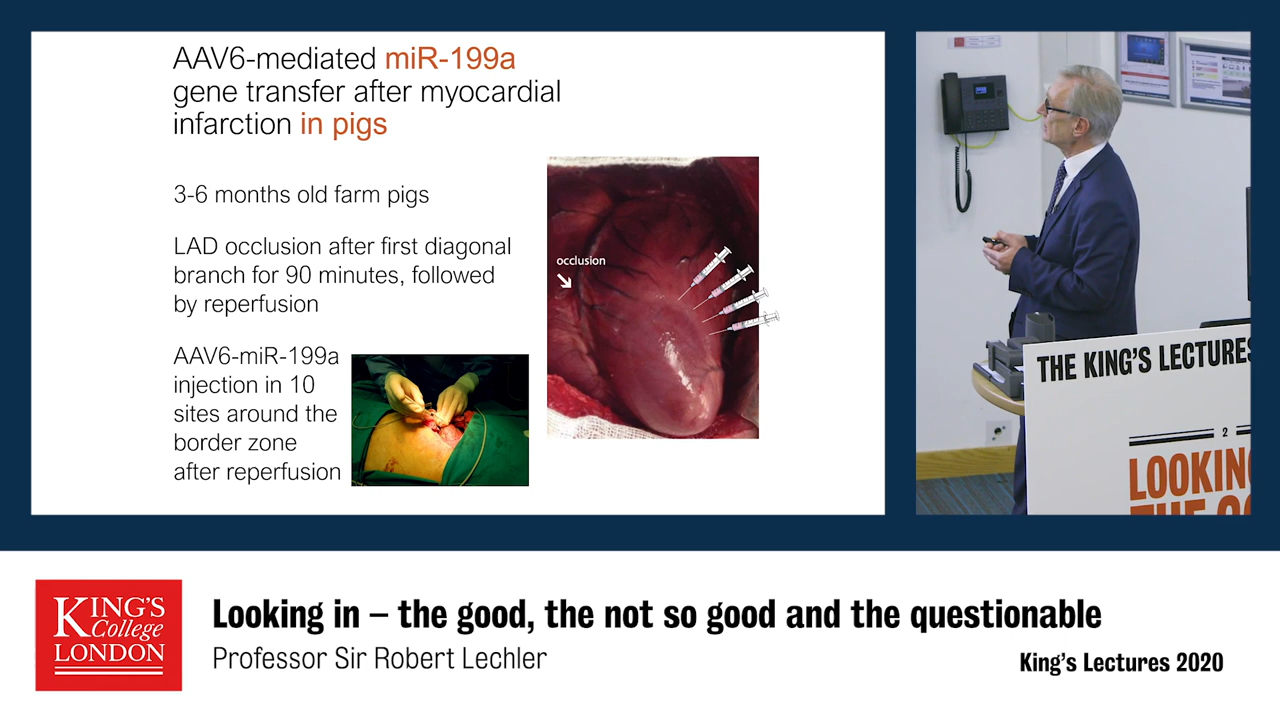 AAV6-mediated miR-199a
gene transfer after myocardial
infarction in pigs
3-6 months old farm pigs
LAD occlusion after first diagonal
branch for 90 minutes, followed
by reperfusion
AAV6-miR-199a
injection in 10
sites around the
border zone
after reperfusion
occlusion
THE KING'S LECTURES
2
LOOKING
KING'S
College
LONDON
Looking in – the good, the not so good and the questionable
Professor Sir Robert Lechler
King's Lectures 2020